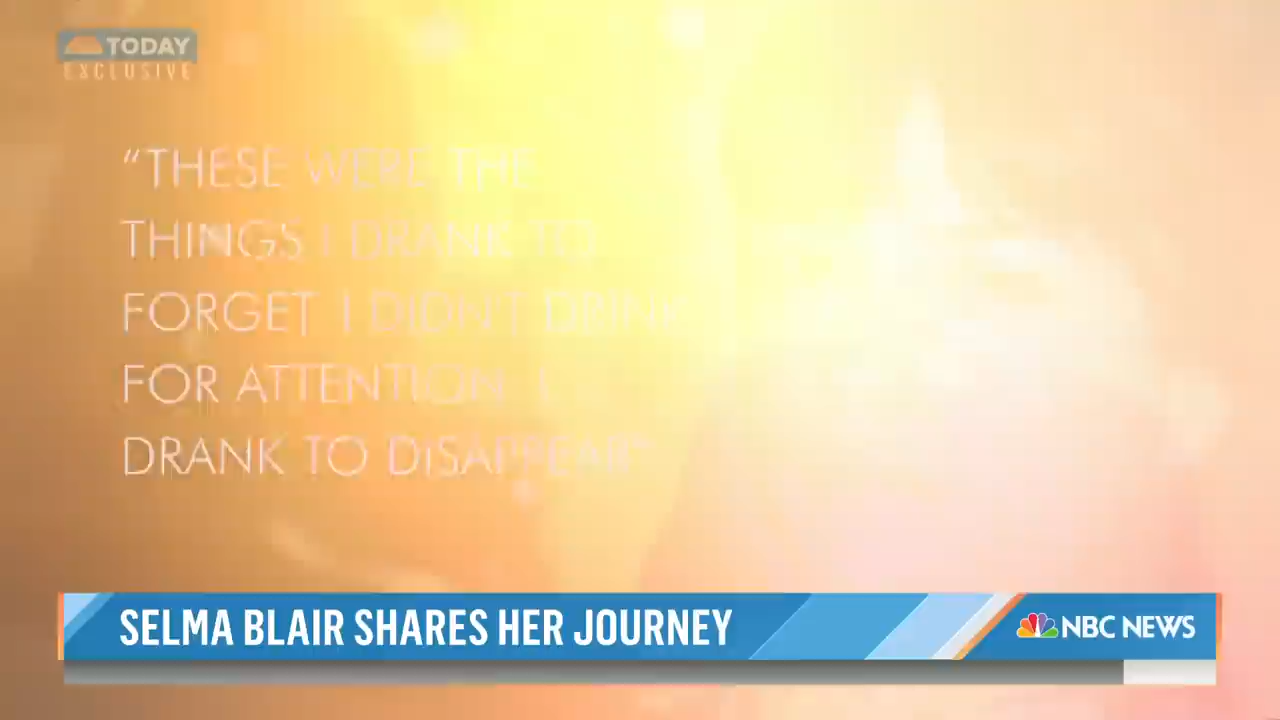 TODAY
EXCLUSIVE
“THESE WERE THE
THINGS I DRANK TO
FORGET. I DIDN'T DRINK
FOR ATTENTION. I
DRANK TO DISAPPEAR”
SELMA BLAIR SHARES HER JOURNEY
NBC NEWS